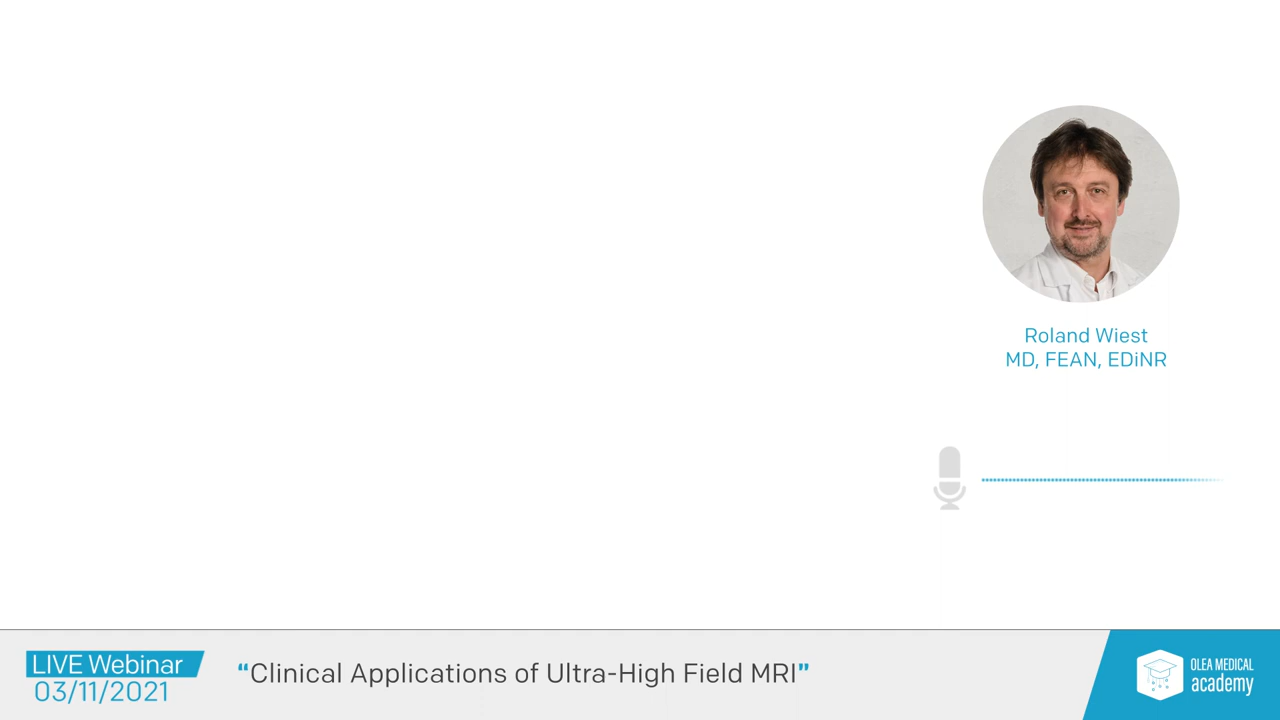 Roland Wiest
MD, FEAN, EDiNR
LIVE Webinar
03/11/2021
“Clinical Applications of Ultra-High Field MRI”
OLEA MEDICAL
academy